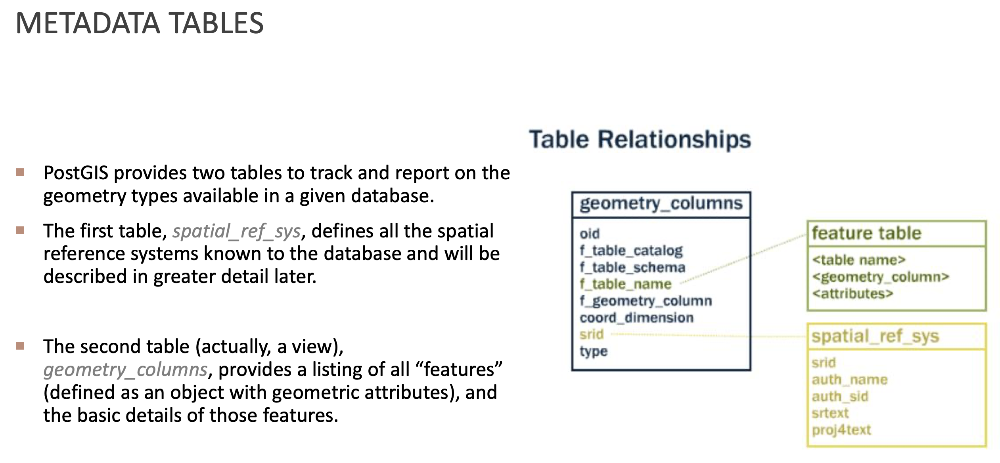 METADATA TABLES
PostGIS provides two tables to track and report on the
geometry types available in a given database.
The first table, spatial_ref_sys, defines all the spatial
reference systems known to the database and will be
described in greater detail later.
The second table (actually, a view),
geometry_columns, provides a listing of all “features”
(defined as an object with geometric attributes), and
the basic details of those features.
Table Relationships
geometry_columns
oid
f_table_catalog
f_table_schema
f_table_name
f_geometry_column
coord_dimension
srid
type
feature table
<table name>
<geometry_column>
<attributes>
spatial_ref_sys
srid
auth_name
auth_sid
srtext
proj4text